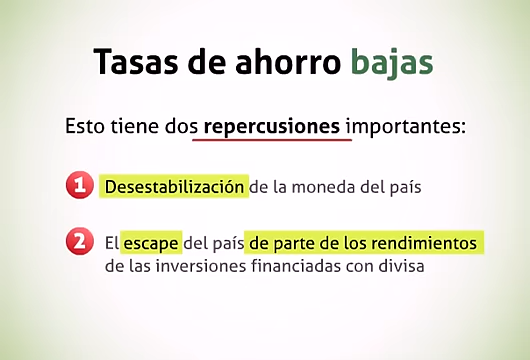 Tasas de ahorro bajas
Esto tiene dos repercusiones importantes:
1 Desestabilización de la moneda del país
2 El escape del país de parte de los rendimientos
de las inversiones financiadas con divisa